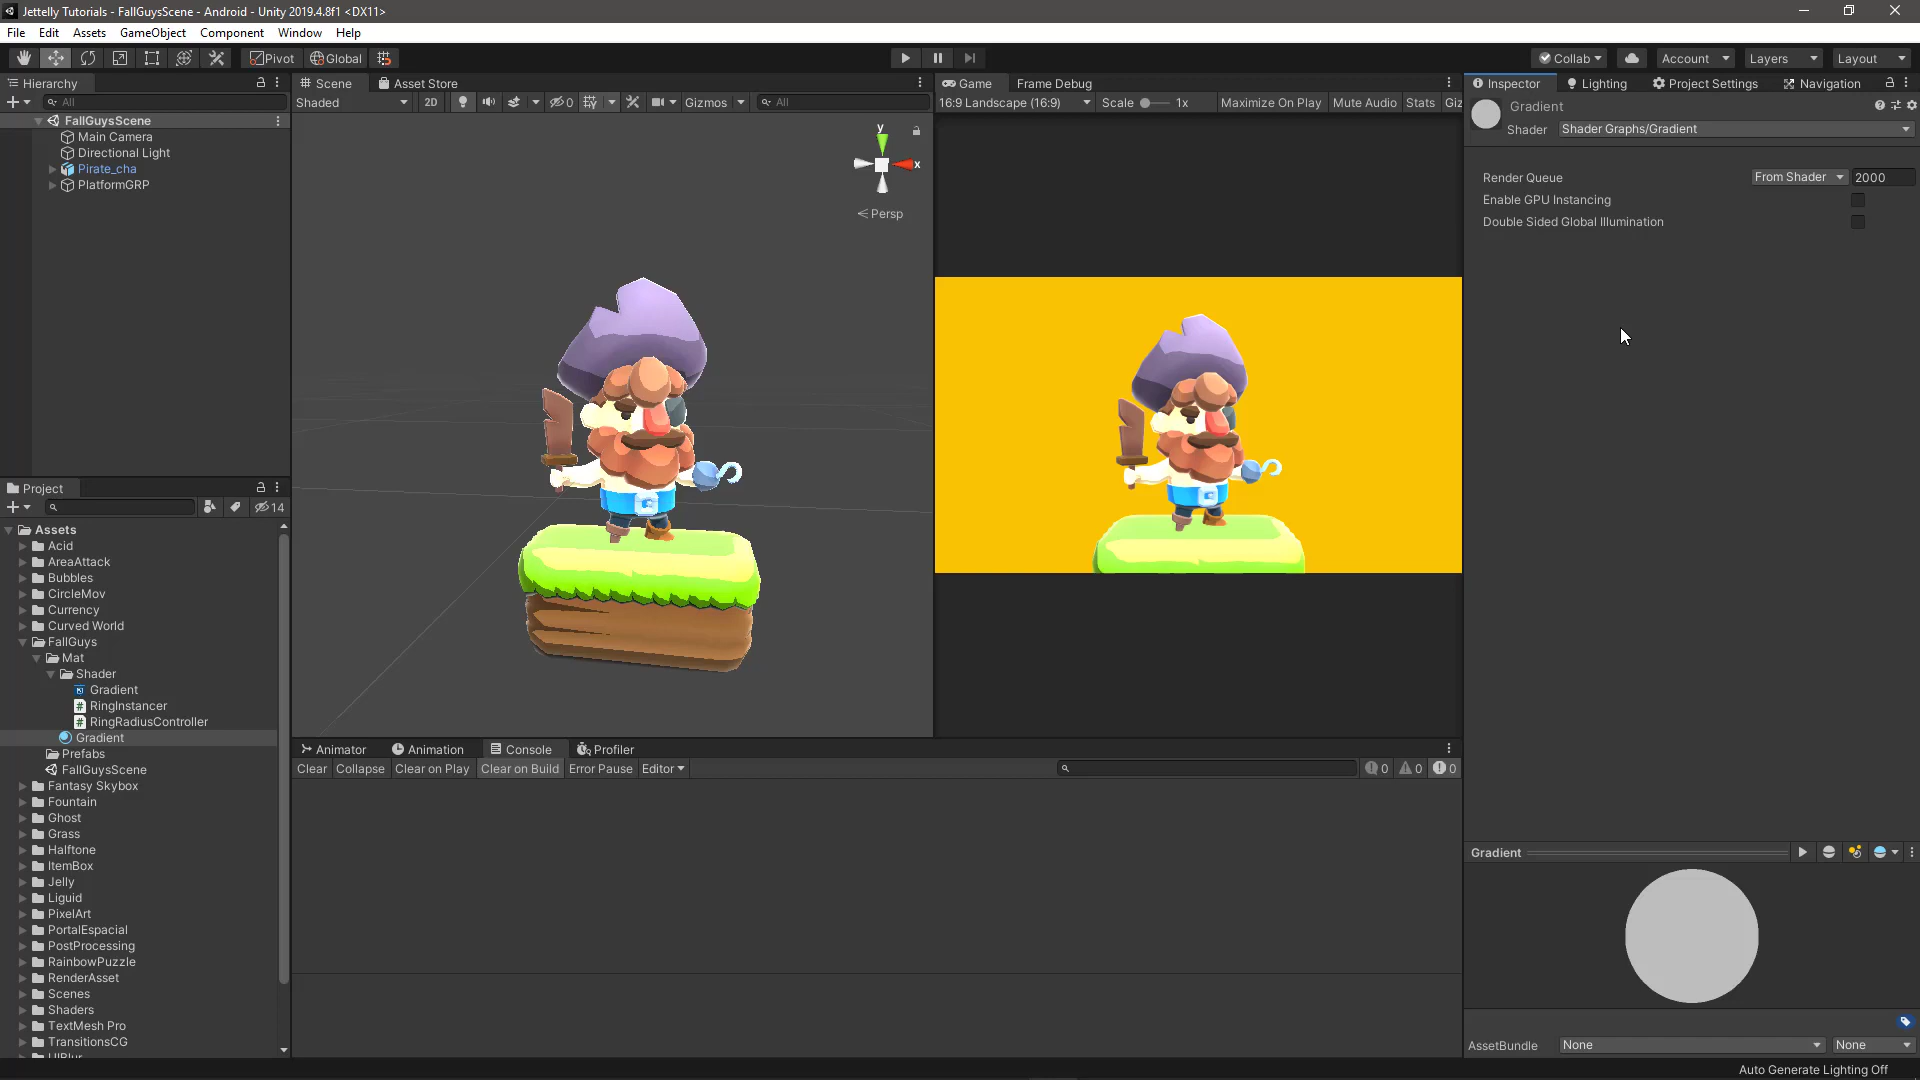 Jettelly Tutorials - FallGuysScene - Android - Unity 2019.4.8f1 <DX11>
File Edit Assets GameObject Component Window Help
Pivot Global Collab Account Layers Layout
Hierarchy
All
FallGuysScene
Main Camera
Directional Light
Pirate_cha
PlatformGRP
Scene Asset Store
Shaded 2D 0 Gizmos All
y
x
Persp
Game Frame Debug
16:9 Landscape (16:9) Scale 1x Maximize On Play Mute Audio Stats Giz
Inspector Lighting Project Settings Navigation
Gradient
Shader Shader Graphs/Gradient
Render Queue From Shader 2000
Enable GPU Instancing
Double Sided Global Illumination
Project
14
Assets
Acid
AreaAttack
Bubbles
CircleMov
Currency
Curved World
FallGuys
Mat
Shader
Gradient
RingInstancer
RingRadiusController
Gradient
Prefabs
FallGuysScene
Fantasy Skybox
Fountain
Ghost
Grass
Halftone
ItemBox
Jelly
Liguid
PixelArt
PortalEspacial
PostProcessing
RainbowPuzzle
RenderAsset
Scenes
Shaders
TextMesh Pro
TransitionsCG
UIBlur
Animator Animation Console Profiler
Clear Collapse Clear on Play Clear on Build Error Pause Editor 0 0 0
Gradient
AssetBundle None None
Auto Generate Lighting Off